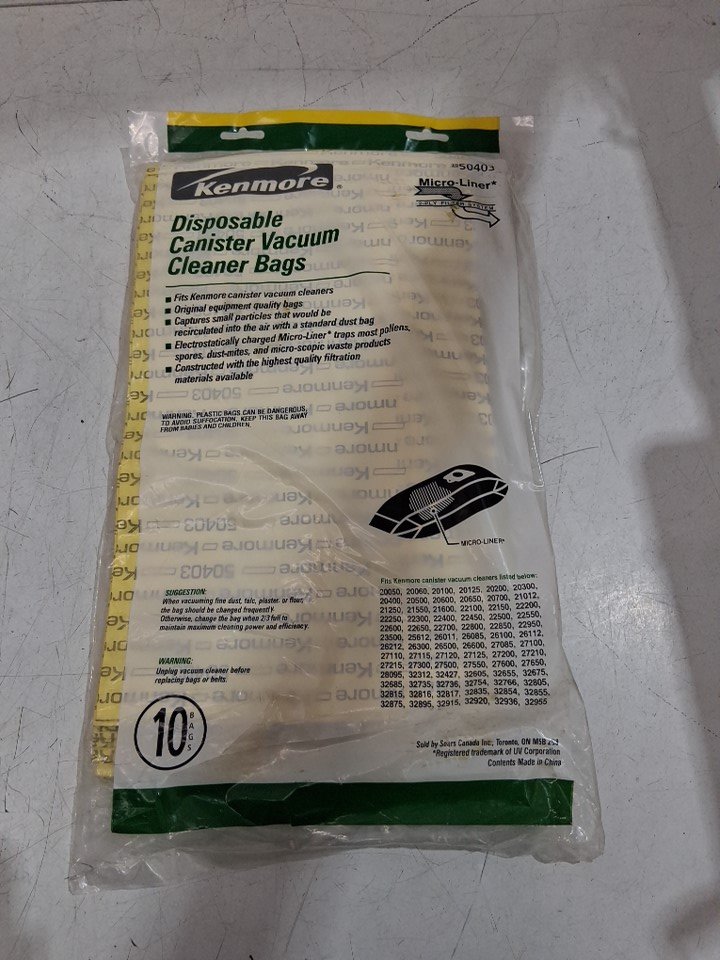 Kenmore®
2050403
Micro-Liner*
2-PLY FILTER SYSTEM
Disposable
Canister Vacuum
Cleaner Bags
■ Fits Kenmore canister vacuum cleaners
■ Original equipment quality bags
■ Captures small particles that would be
recirculated into the air with a standard dust bag
■ Electrostatically charged Micro-Liner* traps most pollens,
spores, dust-mites, and micro-scopic waste products
■ Constructed with the highest quality filtration
materials available
WARNING. PLASTIC BAGS CAN BE DANGEROUS,
TO AVOID SUFFOCATION, KEEP THIS BAG AWAY
FROM BABIES AND CHILDREN.
MICRO-LINER*
SUGGESTION:
When vacuuming fine dust, talc, plaster, or flour,
the bag should be changed frequently.
Otherwise, change the bag when 2/3 full to
maintain maximum cleaning power and efficiency.
WARNING:
Unplug vacuum cleaner before
replacing bags or belts.
10
BAGS
Fits Kenmore canister vacuum cleaners listed below:
20050, 20060, 20100, 20125, 20200, 20300,
20400, 20500, 20600, 20650, 20700, 21012,
21250, 21550, 21600, 22100, 22150, 22200,
22250, 22300, 22400, 22450, 22500, 22550,
22600, 22650, 22700, 22800, 22850, 22950,
23500, 25612, 26011, 26085, 26100, 26112,
26212, 26300, 26500, 26600, 27085, 27100,
27110, 27115, 27120, 27125, 27200, 27210,
27215, 27300, 27500, 27550, 27600, 27650,
28095, 32312, 32427, 32605, 32655, 32675,
32685, 32735, 32736, 32754, 32766, 32805,
32815, 32816, 32817, 32835, 32854, 32855,
32875, 32895, 32915, 32920, 32936, 32955
Sold by Sears Canada Inc., Toronto, ON M5B
*Registered trademark of UV Corporation
Contents Made in China